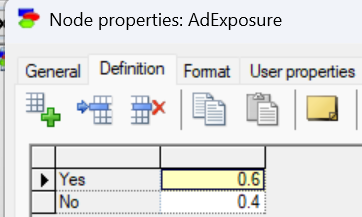 Node properties: AdExposure
General Definition Format User properties
Yes 0.6
No 0.4